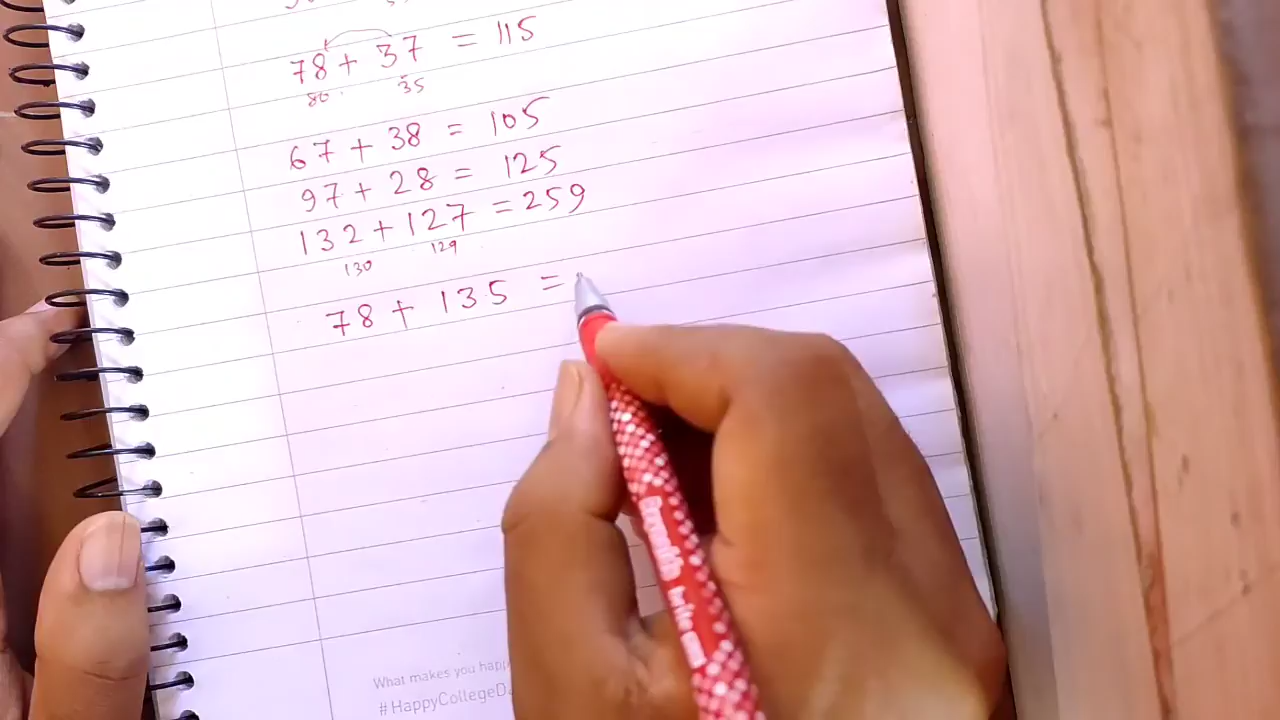 78 + 37 = 115
80 35
67 + 38 = 105
97 + 28 = 125
132 + 127 = 259
130 129
78 + 135 =
What makes you happ
#HappyCollegeD